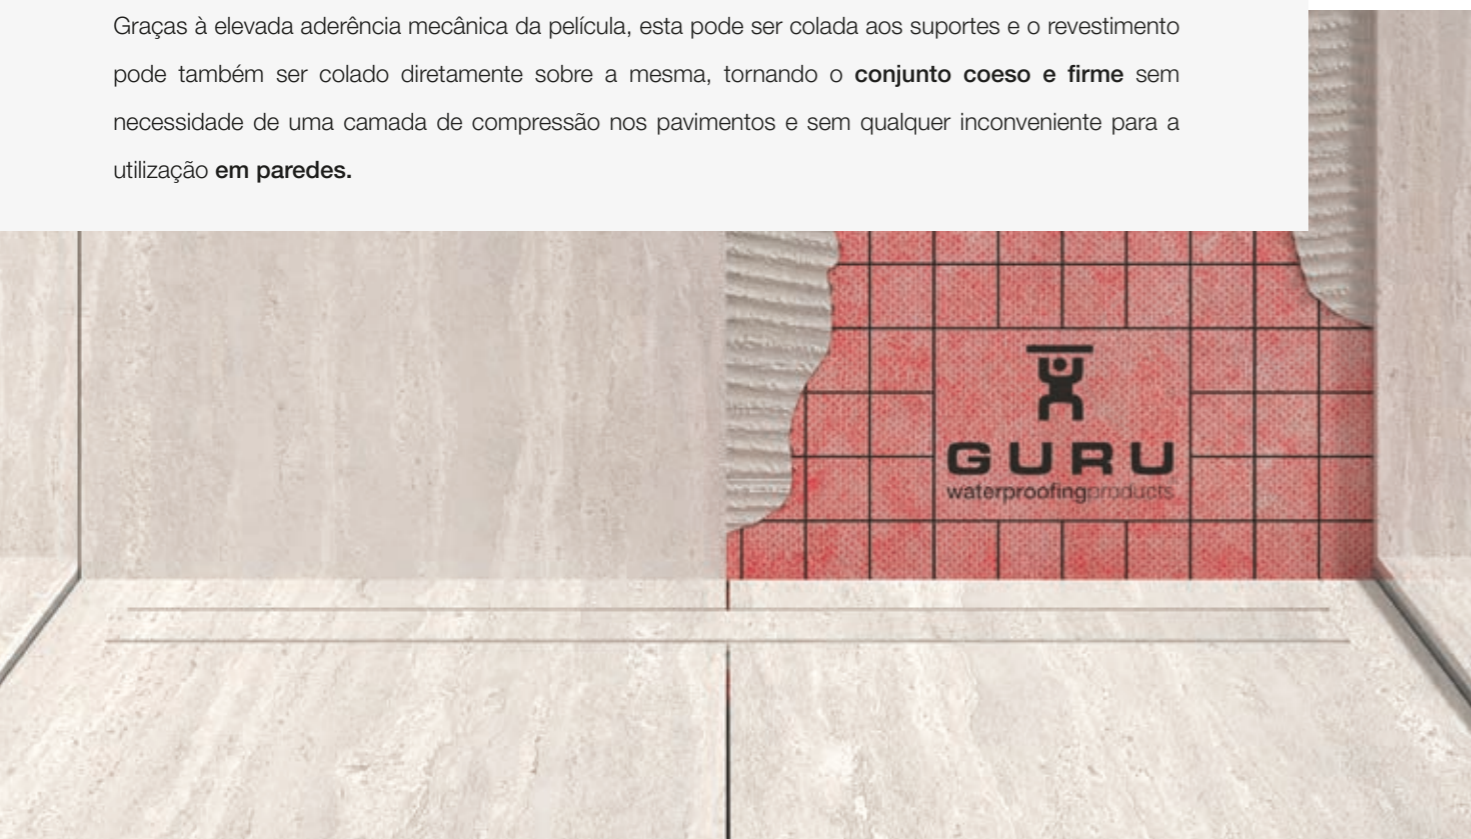 Graças à elevada aderência mecânica da película, esta pode ser colada aos suportes e o revestimento
pode também ser colado diretamente sobre a mesma, tornando o conjunto coeso e firme sem
necessidade de uma camada de compressão nos pavimentos e sem qualquer inconveniente para a
utilização em paredes.
GURU
waterproofingproducts